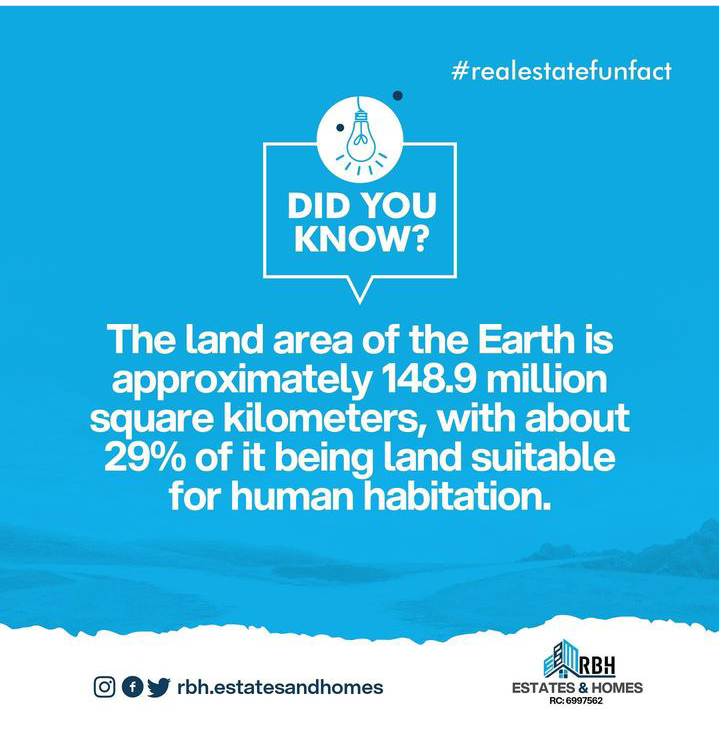 #realestatefunfact
DID YOU
KNOW?
The land area of the Earth is
approximately 148.9 million
square kilometers, with about
29% of it being land suitable
for human habitation.
rbh.estatesandhomes
RBH
ESTATES & HOMES
RC: 6997562